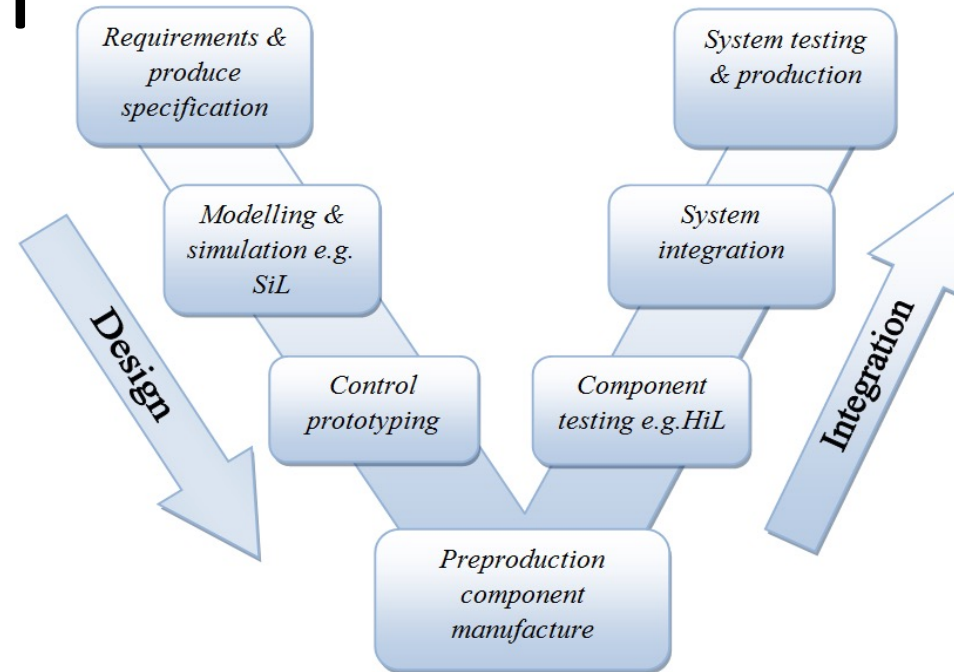 Requirements &
produce
specification
Modelling &
simulation e.g.
SiL
Control
prototyping
Preproduction
component
manufacture
Component
testing e.g.HiL
System
integration
System testing
& production
Design
Integration